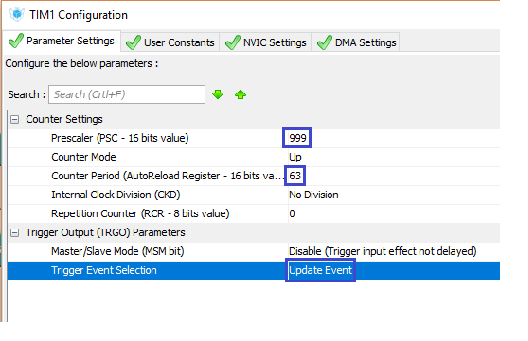 TIM1 Configuration
Parameter Settings User Constants NVIC Settings DMA Settings
Configure the below parameters :
Search : Search (Ctrl+F)
Counter Settings
Prescaler (PSC - 16 bits value) 999
Counter Mode Up
Counter Period (AutoReload Register - 16 bits va... 63
Internal Clock Division (CKD) No Division
Repetition Counter (RCR - 8 bits value) 0
Trigger Output (TRGO) Parameters
Master/Slave Mode (MSM bit) Disable (Trigger input effect not delayed)
Trigger Event Selection Update Event